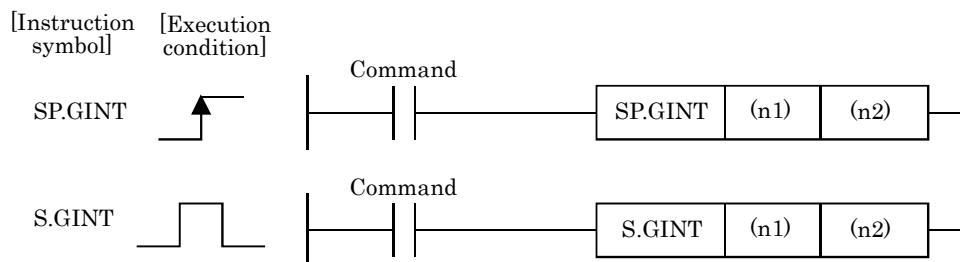 [Instruction symbol]
[Execution condition]
Command
SP.GINT
SP.GINT (n1) (n2)
Command
S.GINT
S.GINT (n1) (n2)